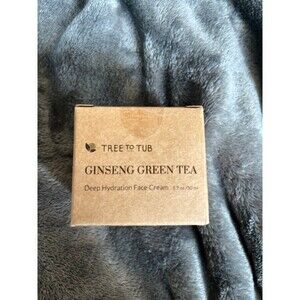 TREE TO TUB
GINSENG GREEN TEA
Deep Hydration Face Cream